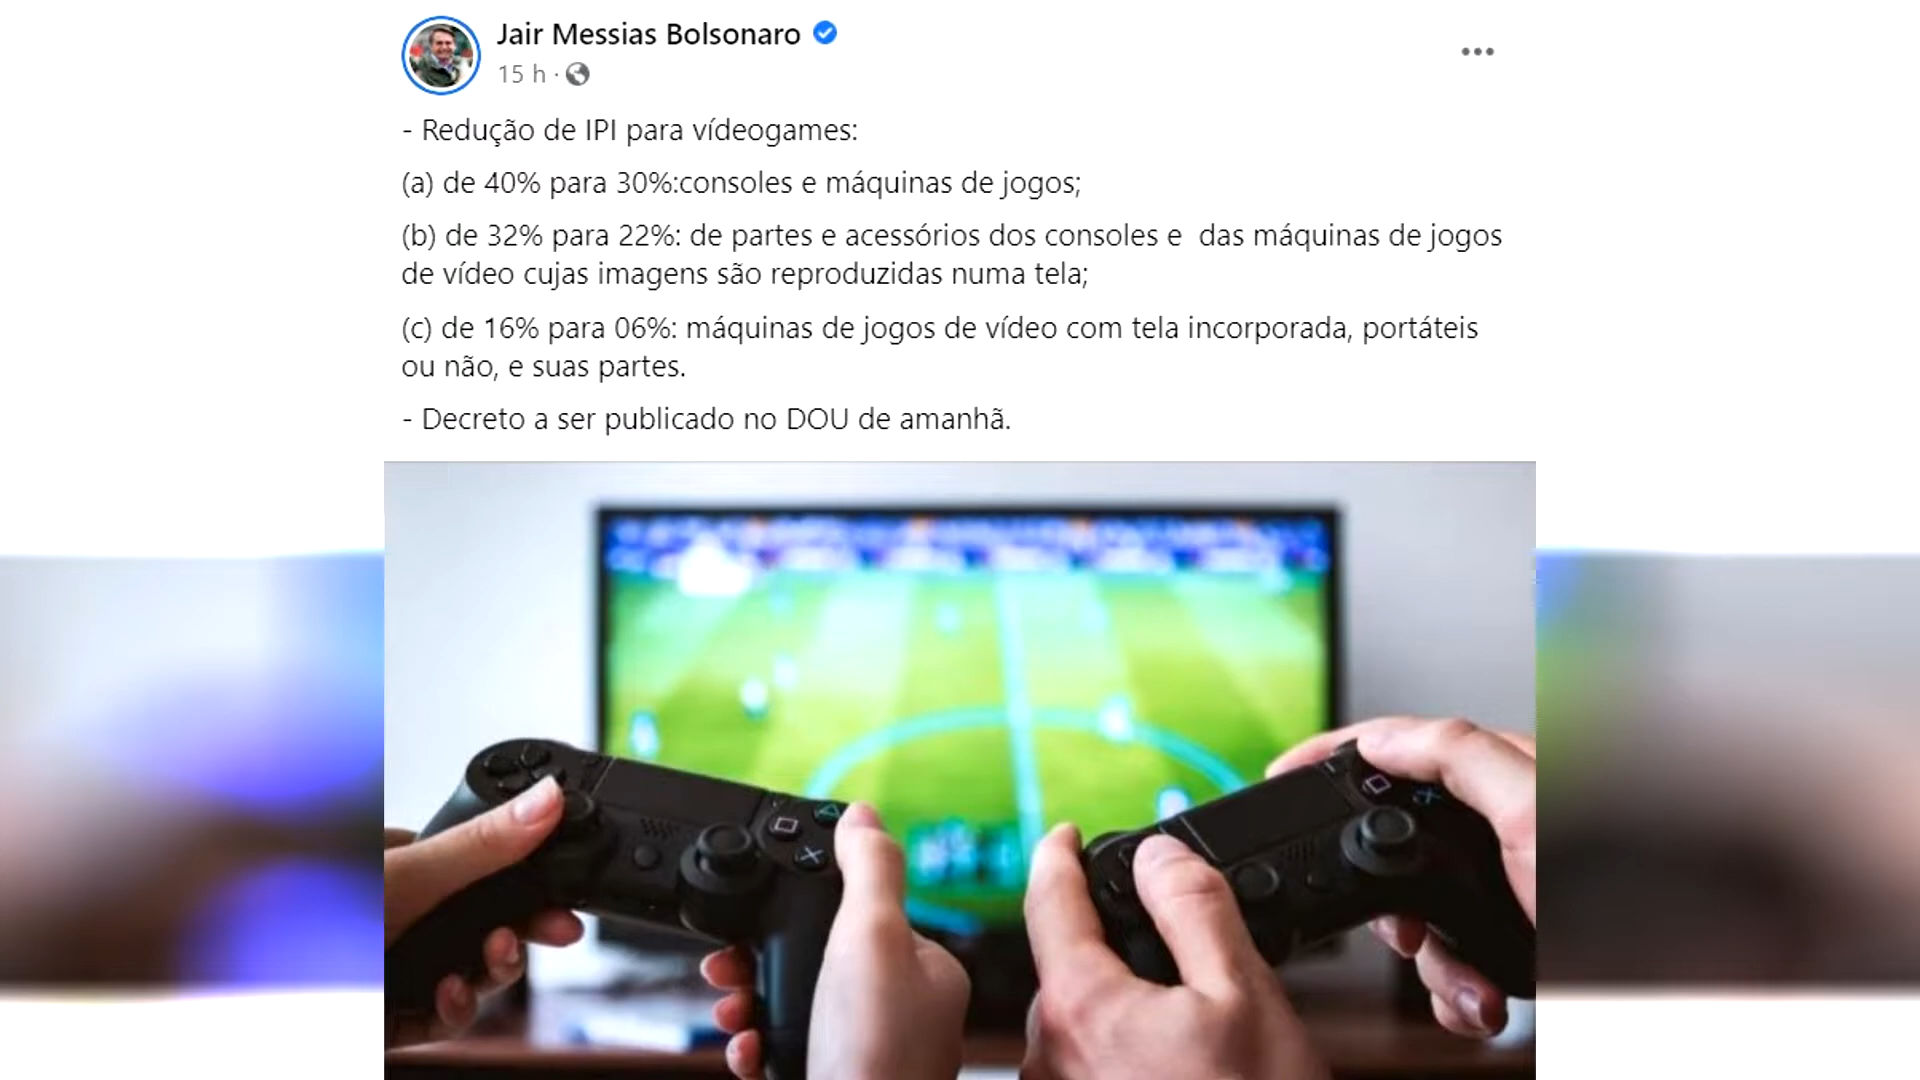 Jair Messias Bolsonaro
15 h ·
- Redução de IPI para vídeogames:
(a) de 40% para 30%:consoles e máquinas de jogos;
(b) de 32% para 22%: de partes e acessórios dos consoles e  das máquinas de jogos
de vídeo cujas imagens são reproduzidas numa tela;
(c) de 16% para 06%: máquinas de jogos de vídeo com tela incorporada, portáteis
ou não, e suas partes.
- Decreto a ser publicado no DOU de amanhã.